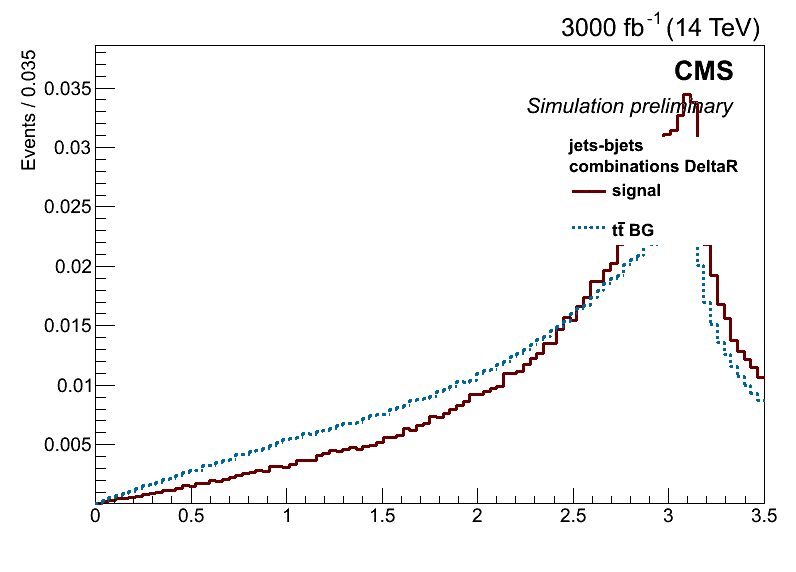 3000 fb⁻¹ (14 TeV)
CMS
Simulation preliminary
jets-bjets
combinations DeltaR
signal
tt̄ BG
Events / 0.035
0.035
0.03
0.025
0.02
0.015
0.01
0.005
0 0.5 1 1.5 2 2.5 3 3.5